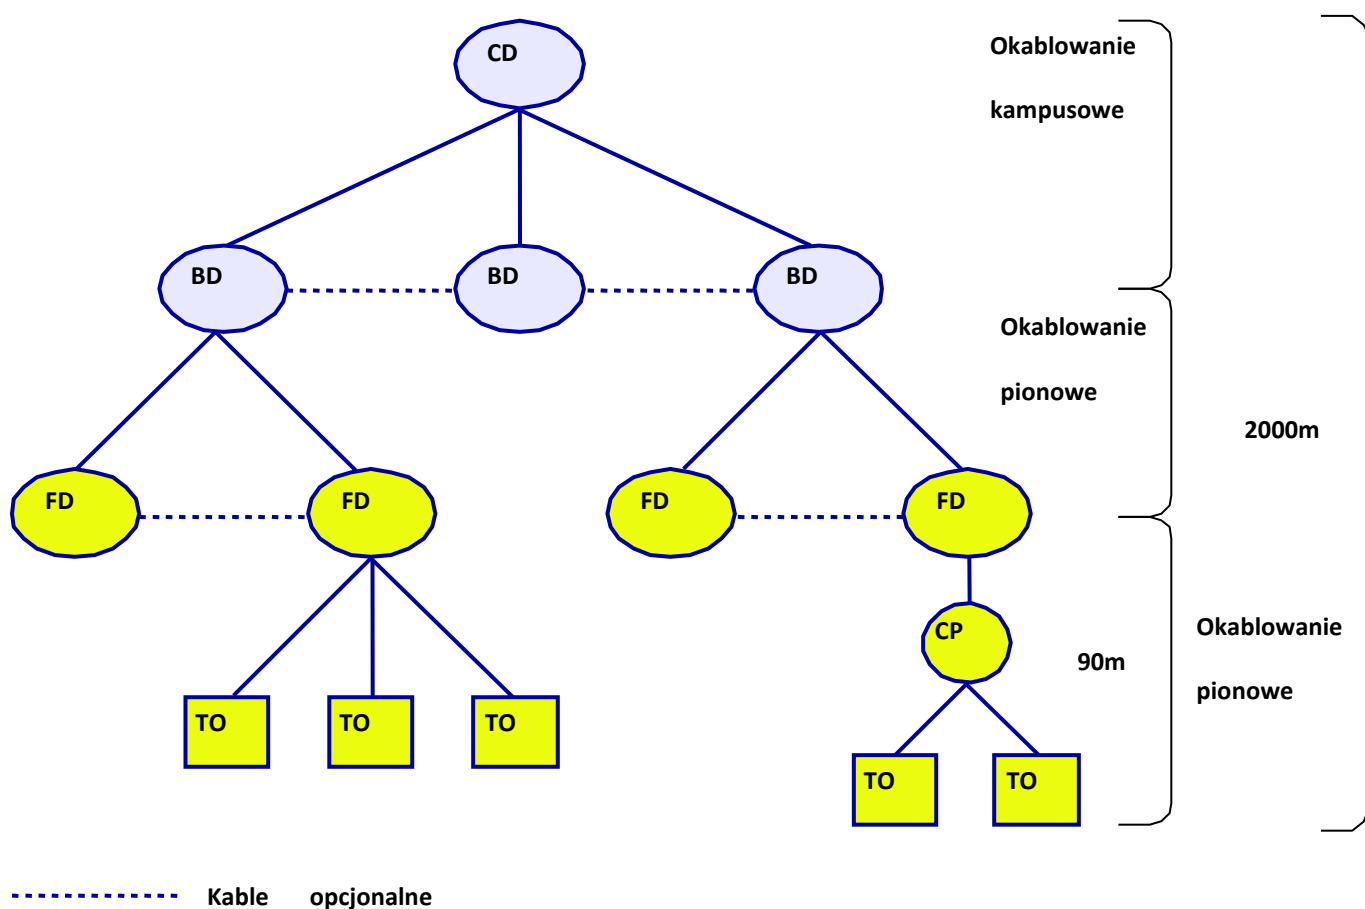 CD
Okablowanie
kampusowe
BD BD BD
Okablowanie
pionowe
2000m
FD FD FD FD
CP
Okablowanie
90m
pionowe
TO TO TO
TO TO
Kable opcjonalne